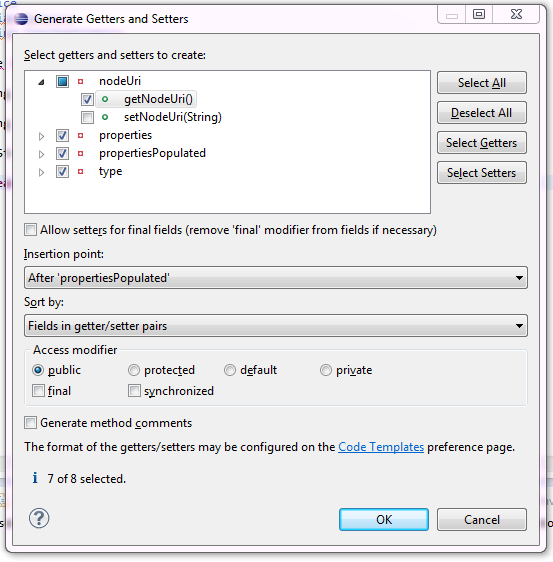 Generate Getters and Setters
Select getters and setters to create:
nodeUri
getNodeUri()
setNodeUri(String)
properties
propertiesPopulated
type
Select All
Deselect All
Select Getters
Select Setters
Allow setters for final fields (remove 'final' modifier from fields if necessary)
Insertion point:
After 'propertiesPopulated'
Sort by:
Fields in getter/setter pairs
Access modifier
public protected default private
final synchronized
Generate method comments
The format of the getters/setters may be configured on the Code Templates preference page.
7 of 8 selected.
OK Cancel